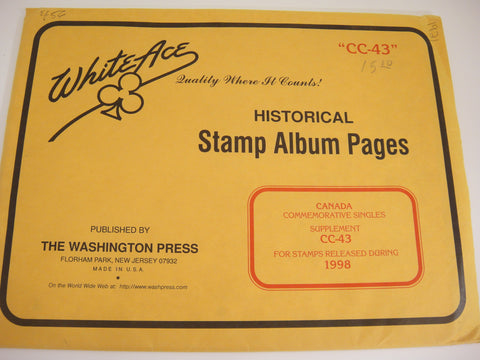 White Ace
Quality Where It Counts!
"CC-43"
15 20
HISTORICAL
Stamp Album Pages
CANADA
COMMEMORATIVE SINGLES
SUPPLEMENT
CC-43
FOR STAMPS RELEASED DURING
1998
PUBLISHED BY
THE WASHINGTON PRESS
FLORHAM PARK, NEW JERSEY 07932
MADE IN U.S.A.
On the World Wide Web at: http://www.washpress.com